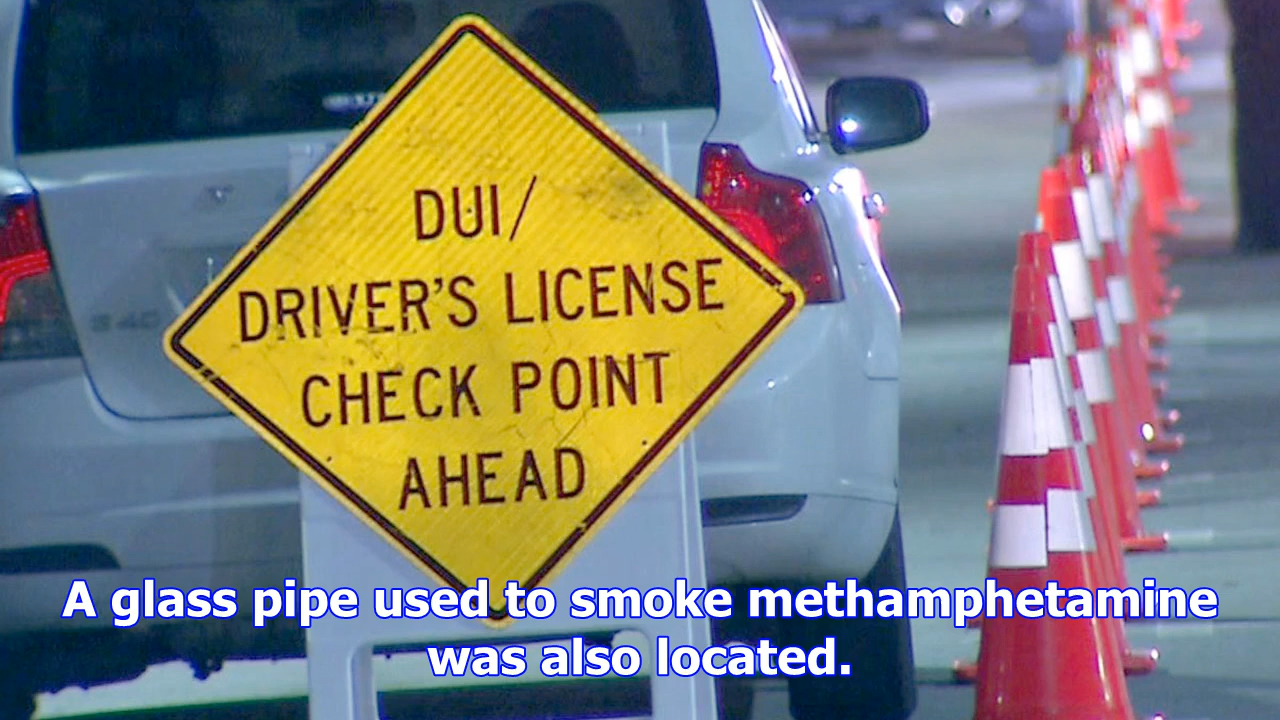 DUI/
DRIVER'S LICENSE
CHECK POINT
AHEAD
A glass pipe used to smoke methamphetamine
was also located.